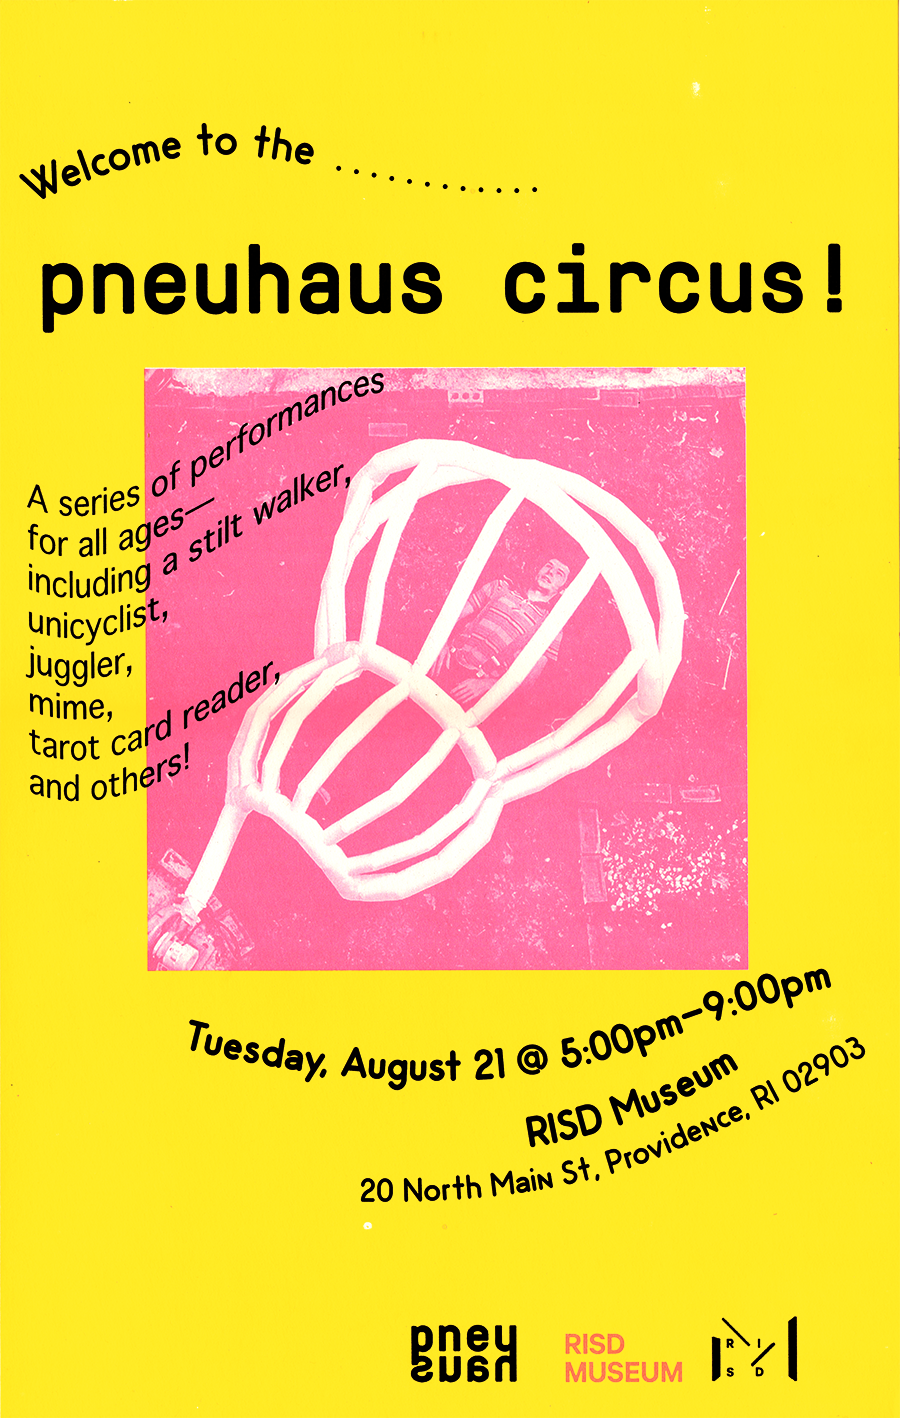 Welcome to the ............
pneuhaus circus!
A series of performances
for all ages—
including a stilt walker,
unicyclist,
juggler,
mime,
tarot card reader,
and others!
Tuesday, August 21 @ 5:00pm–9:00pm
RISD Museum
20 North Main St, Providence, RI 02903
pneu
haus
RISD
MUSEUM
R I
S D